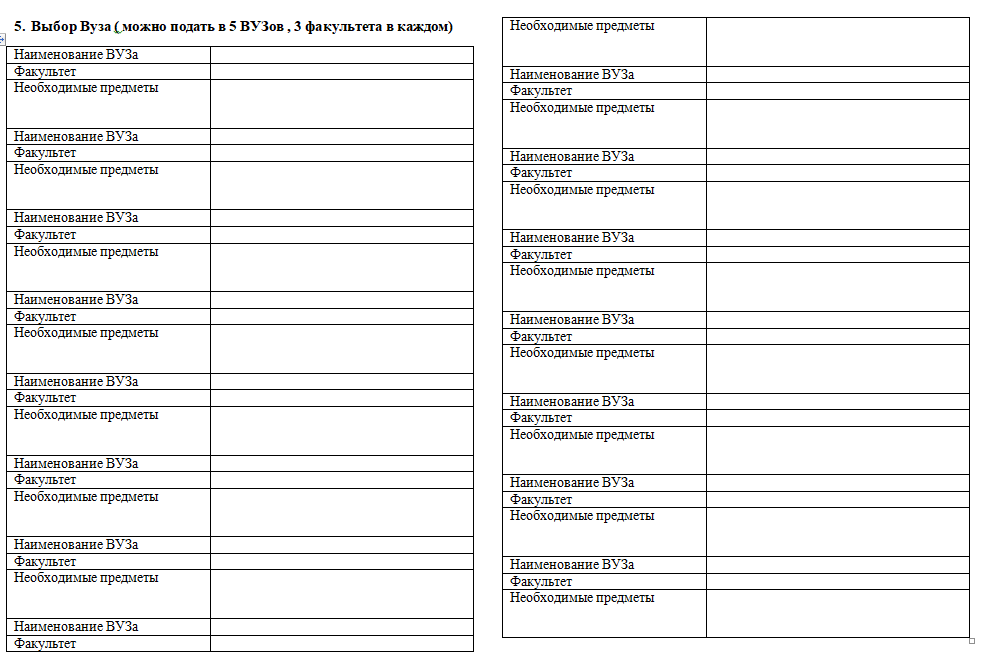 5. Выбор Вуза ( можно подать в 5 ВУЗов , 3 факультета в каждом)
Наименование ВУЗа
Факультет
Необходимые предметы
Наименование ВУЗа
Факультет
Необходимые предметы
Наименование ВУЗа
Факультет
Необходимые предметы
Наименование ВУЗа
Факультет
Необходимые предметы
Наименование ВУЗа
Факультет
Необходимые предметы
Наименование ВУЗа
Факультет
Необходимые предметы
Наименование ВУЗа
Факультет
Необходимые предметы
Наименование ВУЗа
Факультет
Необходимые предметы
Наименование ВУЗа
Факультет
Необходимые предметы
Наименование ВУЗа
Факультет
Необходимые предметы
Наименование ВУЗа
Факультет
Необходимые предметы
Наименование ВУЗа
Факультет
Необходимые предметы
Наименование ВУЗа
Факультет
Необходимые предметы
Наименование ВУЗа
Факультет
Необходимые предметы
Наименование ВУЗа
Факультет
Необходимые предметы